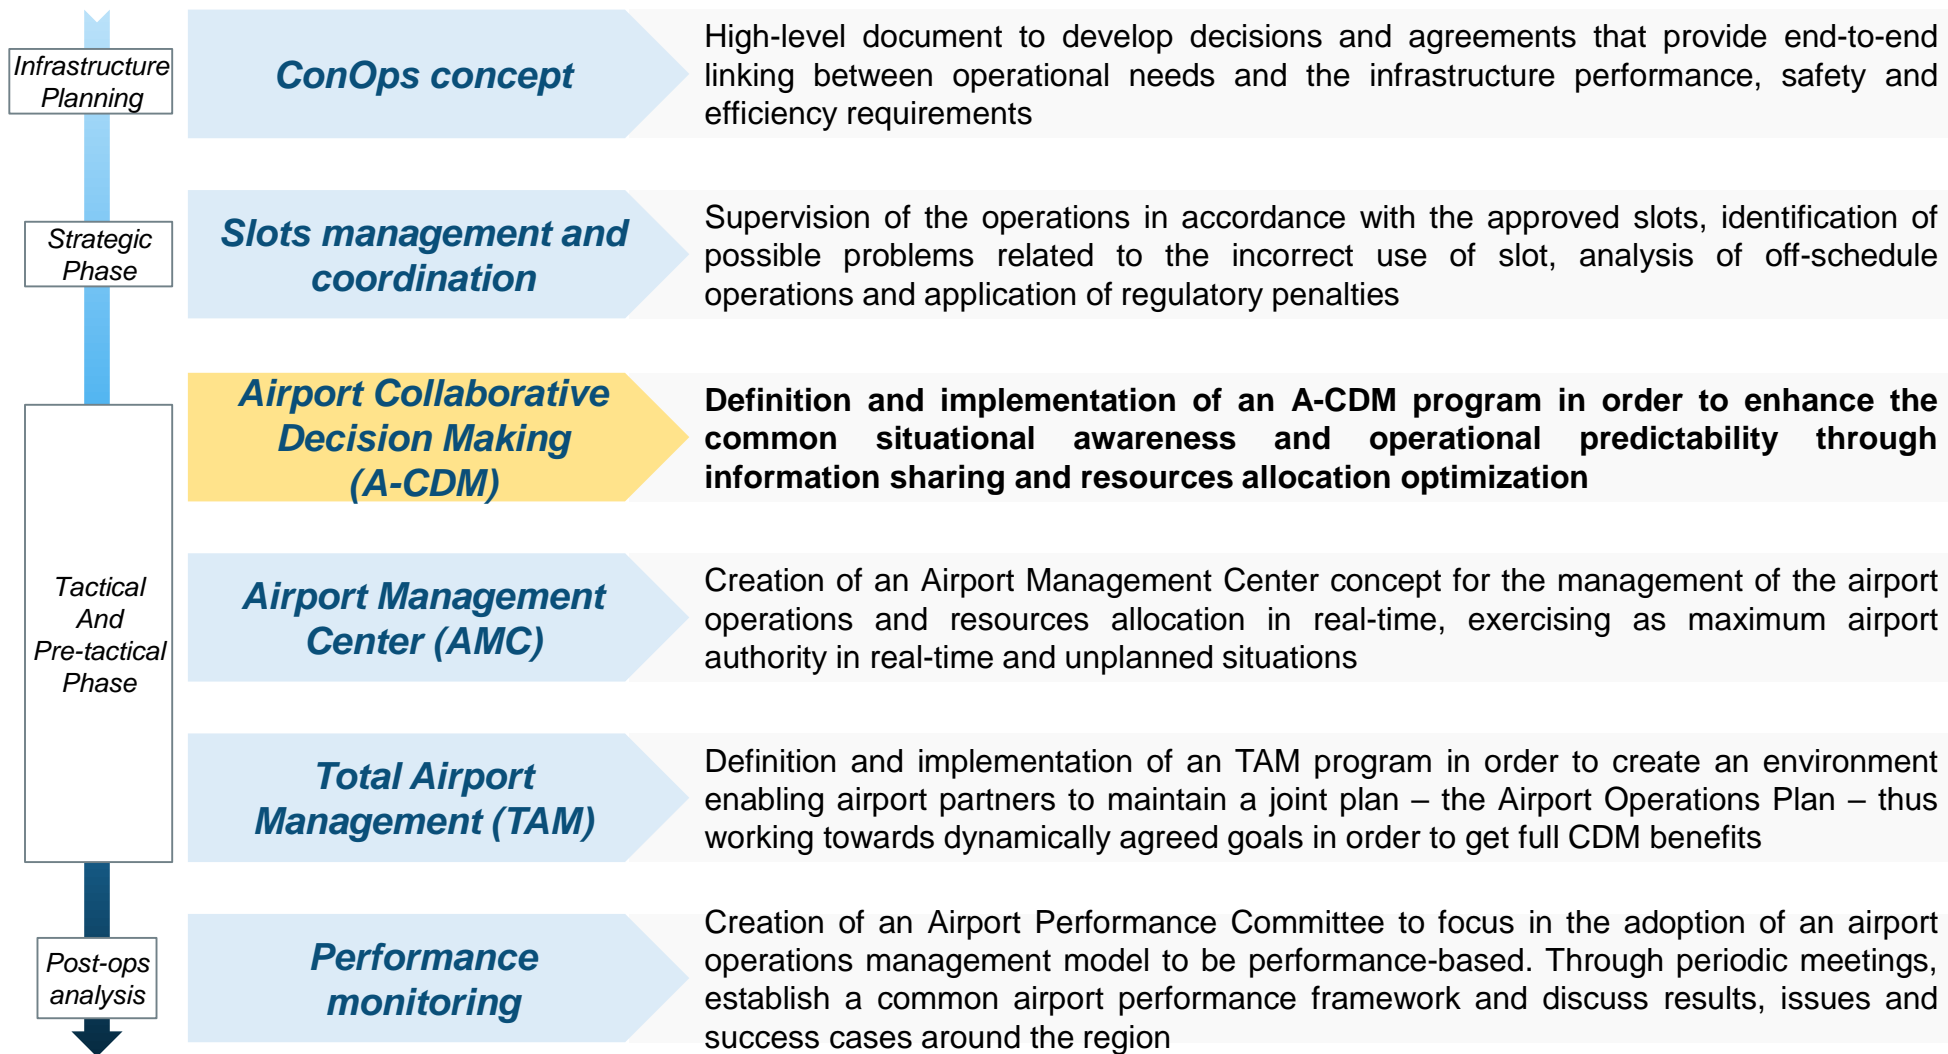 Infrastructure
Planning
ConOps concept
High-level document to develop decisions and agreements that provide end-to-end
linking between operational needs and the infrastructure performance, safety and
efficiency requirements
Strategic
Phase
Slots management and
coordination
Supervision of the operations in accordance with the approved slots, identification of
possible problems related to the incorrect use of slot, analysis of off-schedule
operations and application of regulatory penalties
Tactical
And
Pre-tactical
Phase
Airport Collaborative
Decision Making
(A-CDM)
Definition and implementation of an A-CDM program in order to enhance the
common situational awareness and operational predictability through
information sharing and resources allocation optimization
Airport Management
Center (AMC)
Creation of an Airport Management Center concept for the management of the airport
operations and resources allocation in real-time, exercising as maximum airport
authority in real-time and unplanned situations
Total Airport
Management (TAM)
Definition and implementation of an TAM program in order to create an environment
enabling airport partners to maintain a joint plan – the Airport Operations Plan – thus
working towards dynamically agreed goals in order to get full CDM benefits
Post-ops
analysis
Performance
monitoring
Creation of an Airport Performance Committee to focus in the adoption of an airport
operations management model to be performance-based. Through periodic meetings,
establish a common airport performance framework and discuss results, issues and
success cases around the region